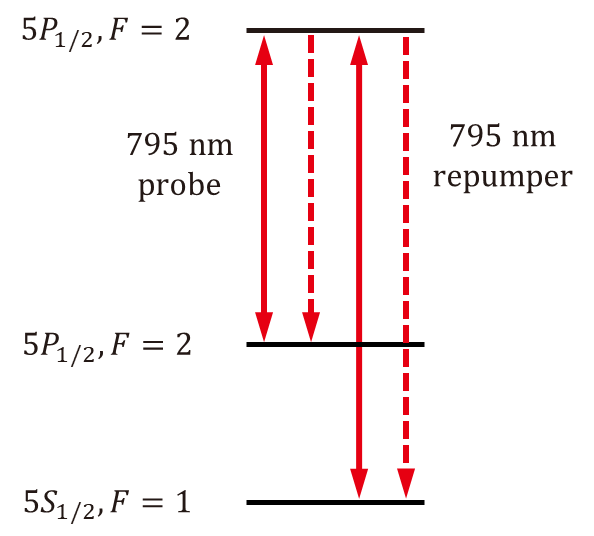 5P₁/₂, F = 2
795 nm
probe
795 nm
repumper
5P₁/₂, F = 2
5S₁/₂, F = 1